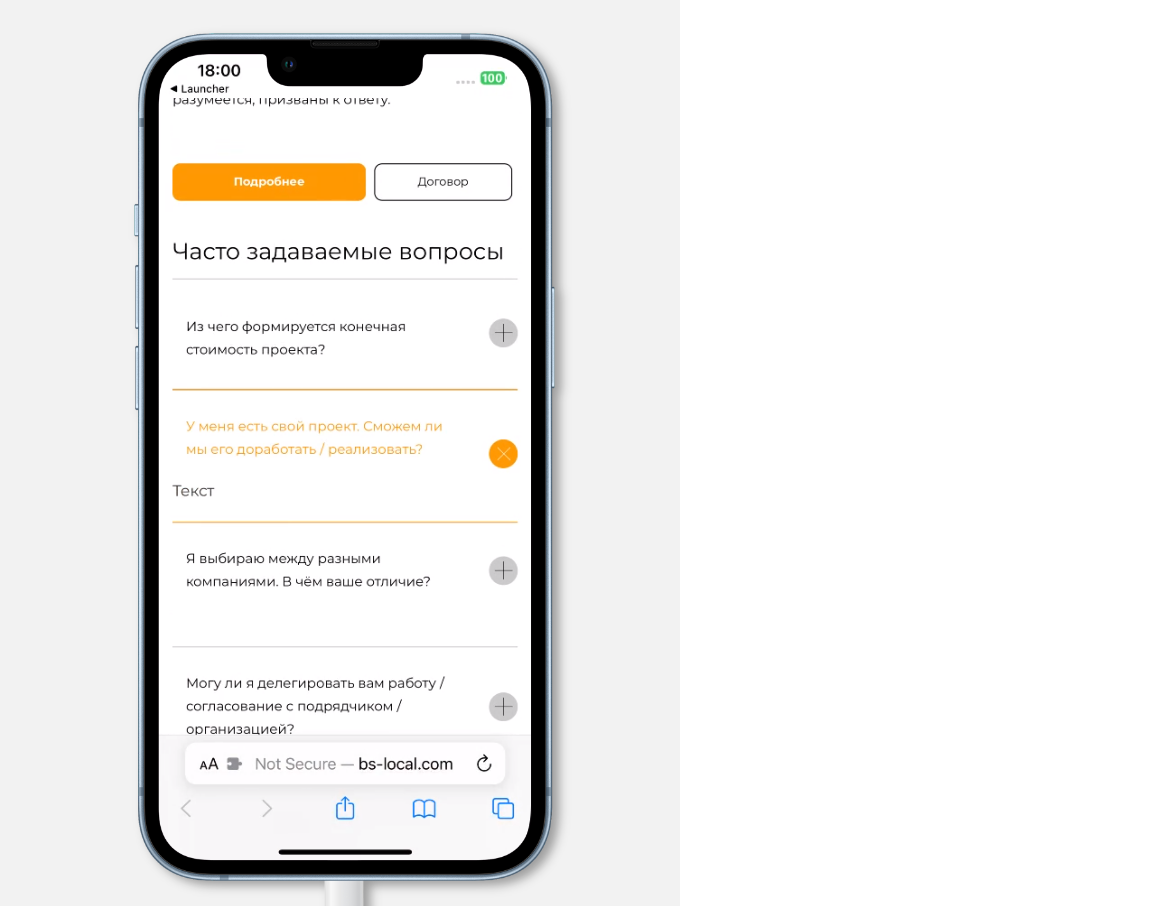 18:00
100
◀ Launcher
разумеется, призваны к ответу.
Подробнее
Договор
Часто задаваемые вопросы
Из чего формируется конечная
стоимость проекта?
У меня есть свой проект. Сможем ли
мы его доработать / реализовать?
Текст
Я выбираю между разными
компаниями. В чём ваше отличие?
Могу ли я делегировать вам работу /
согласование с подрядчиком /
организацией?
AA
Not Secure — bs-local.com